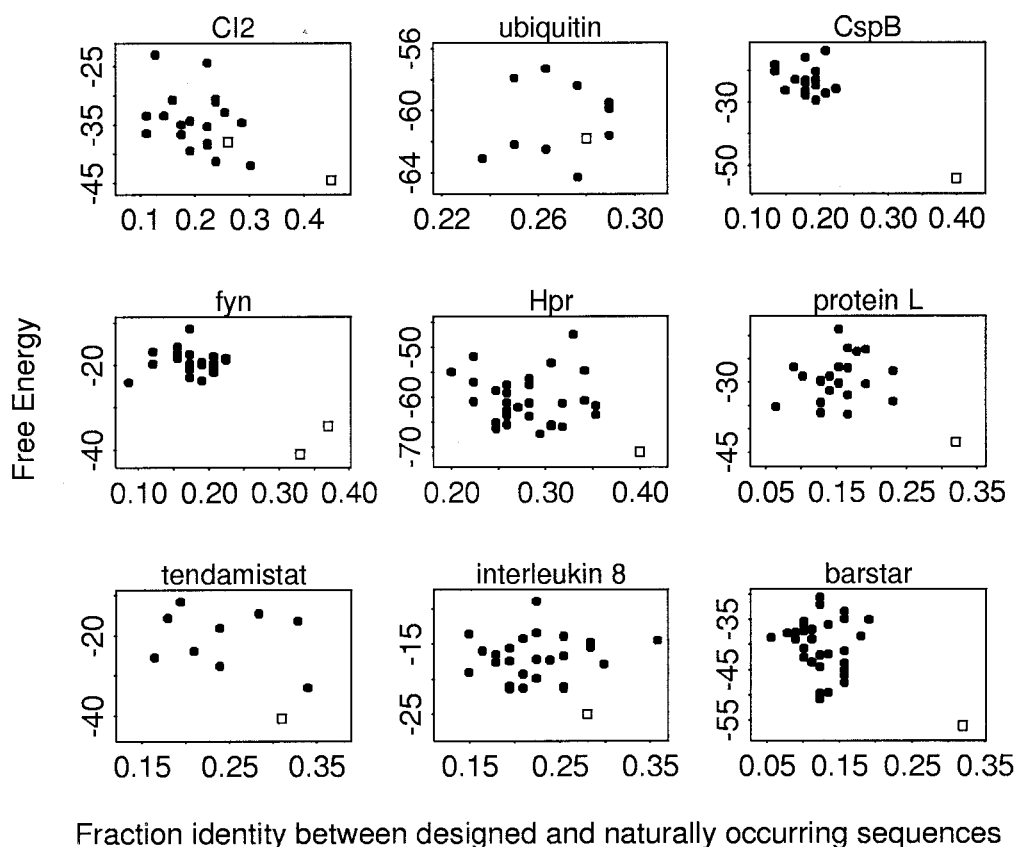 CI2
ubiquitin
CspB
-25
-35
-45
-56
-60
-64
-30
-50
0.1 0.2 0.3 0.4
0.22 0.26 0.30
0.10 0.20 0.30 0.40
fyn
Hpr
protein L
Free Energy
-20
-40
-50
-60
-70
-30
-45
0.10 0.20 0.30 0.40
0.20 0.30 0.40
0.05 0.15 0.25 0.35
tendamistat
interleukin 8
barstar
-20
-40
-15
-25
-35
-45
-55
0.15 0.25 0.35
0.15 0.25 0.35
0.05 0.15 0.25 0.35
Fraction identity between designed and naturally occurring sequences